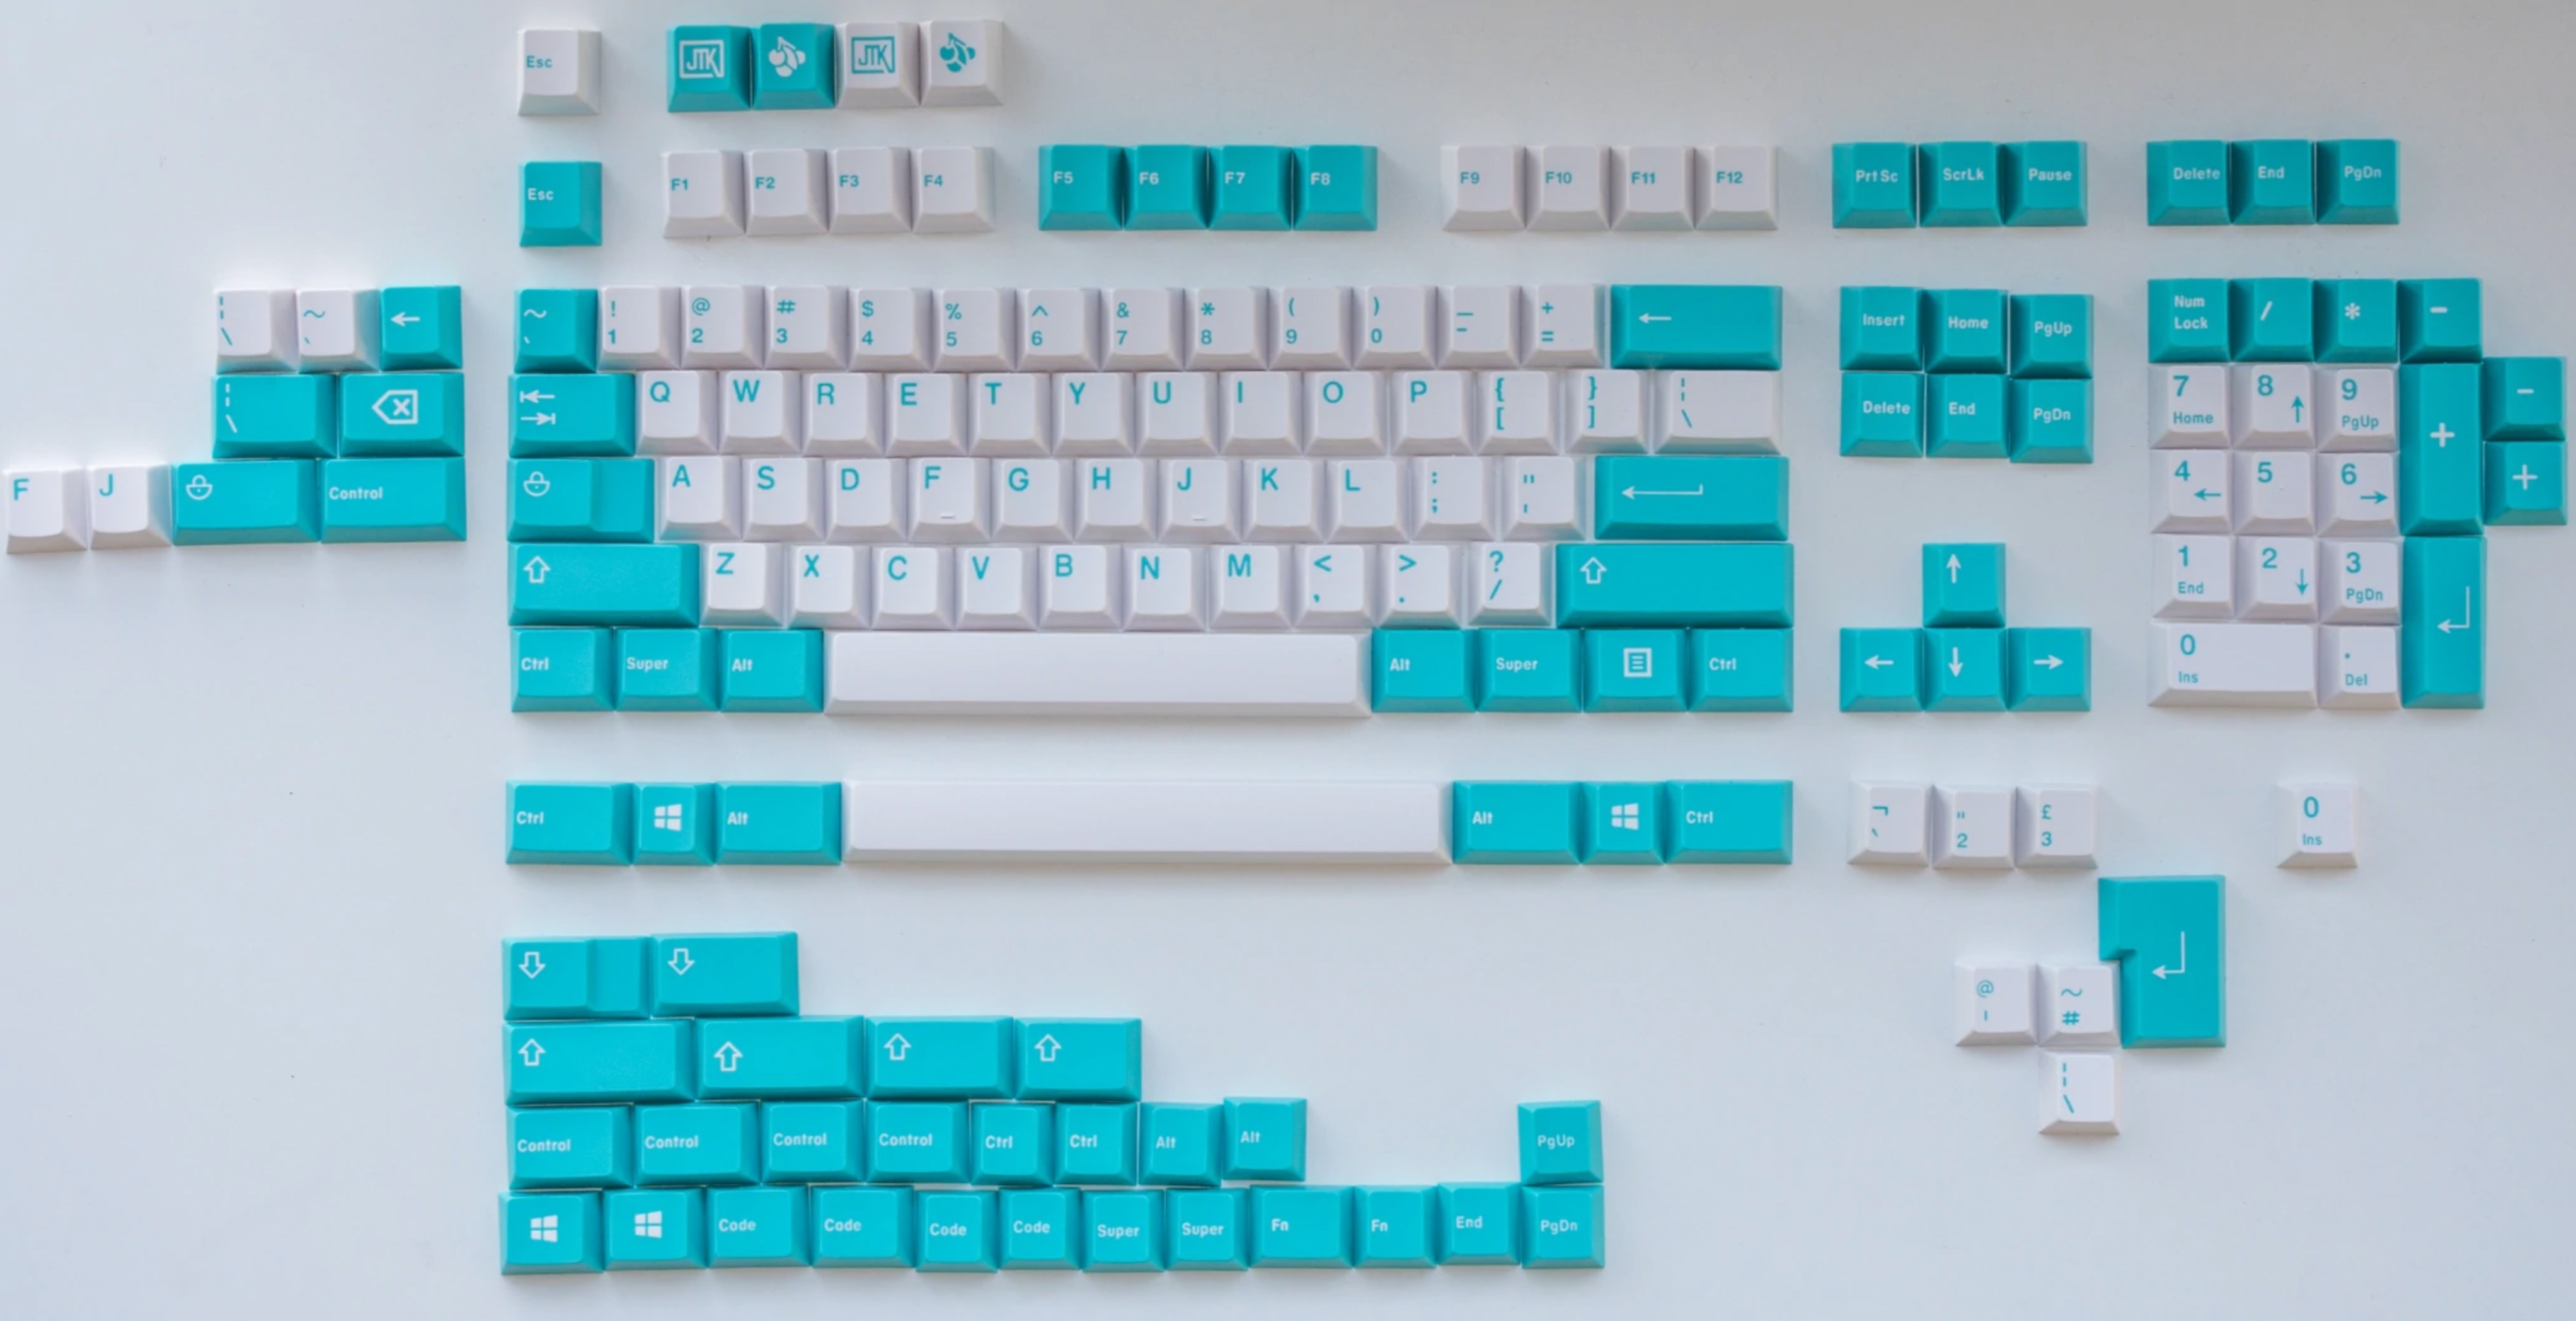 Esc JTK JTK
Esc F1 F2 F3 F4 F5 F6 F7 F8 F9 F10 F11 F12 PrtSc ScrLk Pause Delete End PgDn
¦ ~ ← ~ ! @ # $ % ^ & * ( ) _ + ← Insert Home PgUp Num / * -
\ ` ` 1 2 3 4 5 6 7 8 9 0 - = Lock
¦ Q W R E T Y U I O P { } ¦ Delete End PgDn 7 8 ↑ 9 + -
\ [ ] \ Home PgUp
F J Control A S D F G H J K L : " 4 ← 5 6 → +
_ _ ; '
Z X C V B N M < > ? ↑ 1 2 ↓ 3
, . / End PgDn
Ctrl Super Alt Alt Super Ctrl ← ↓ → 0 .
Ins Del
Ctrl Alt Alt Ctrl ¬ " £ 0
` 2 3 Ins
@ ~
' #
¦
\
Control Control Control Control Ctrl Ctrl Alt Alt PgUp
Code Code Code Code Super Super Fn Fn End PgDn